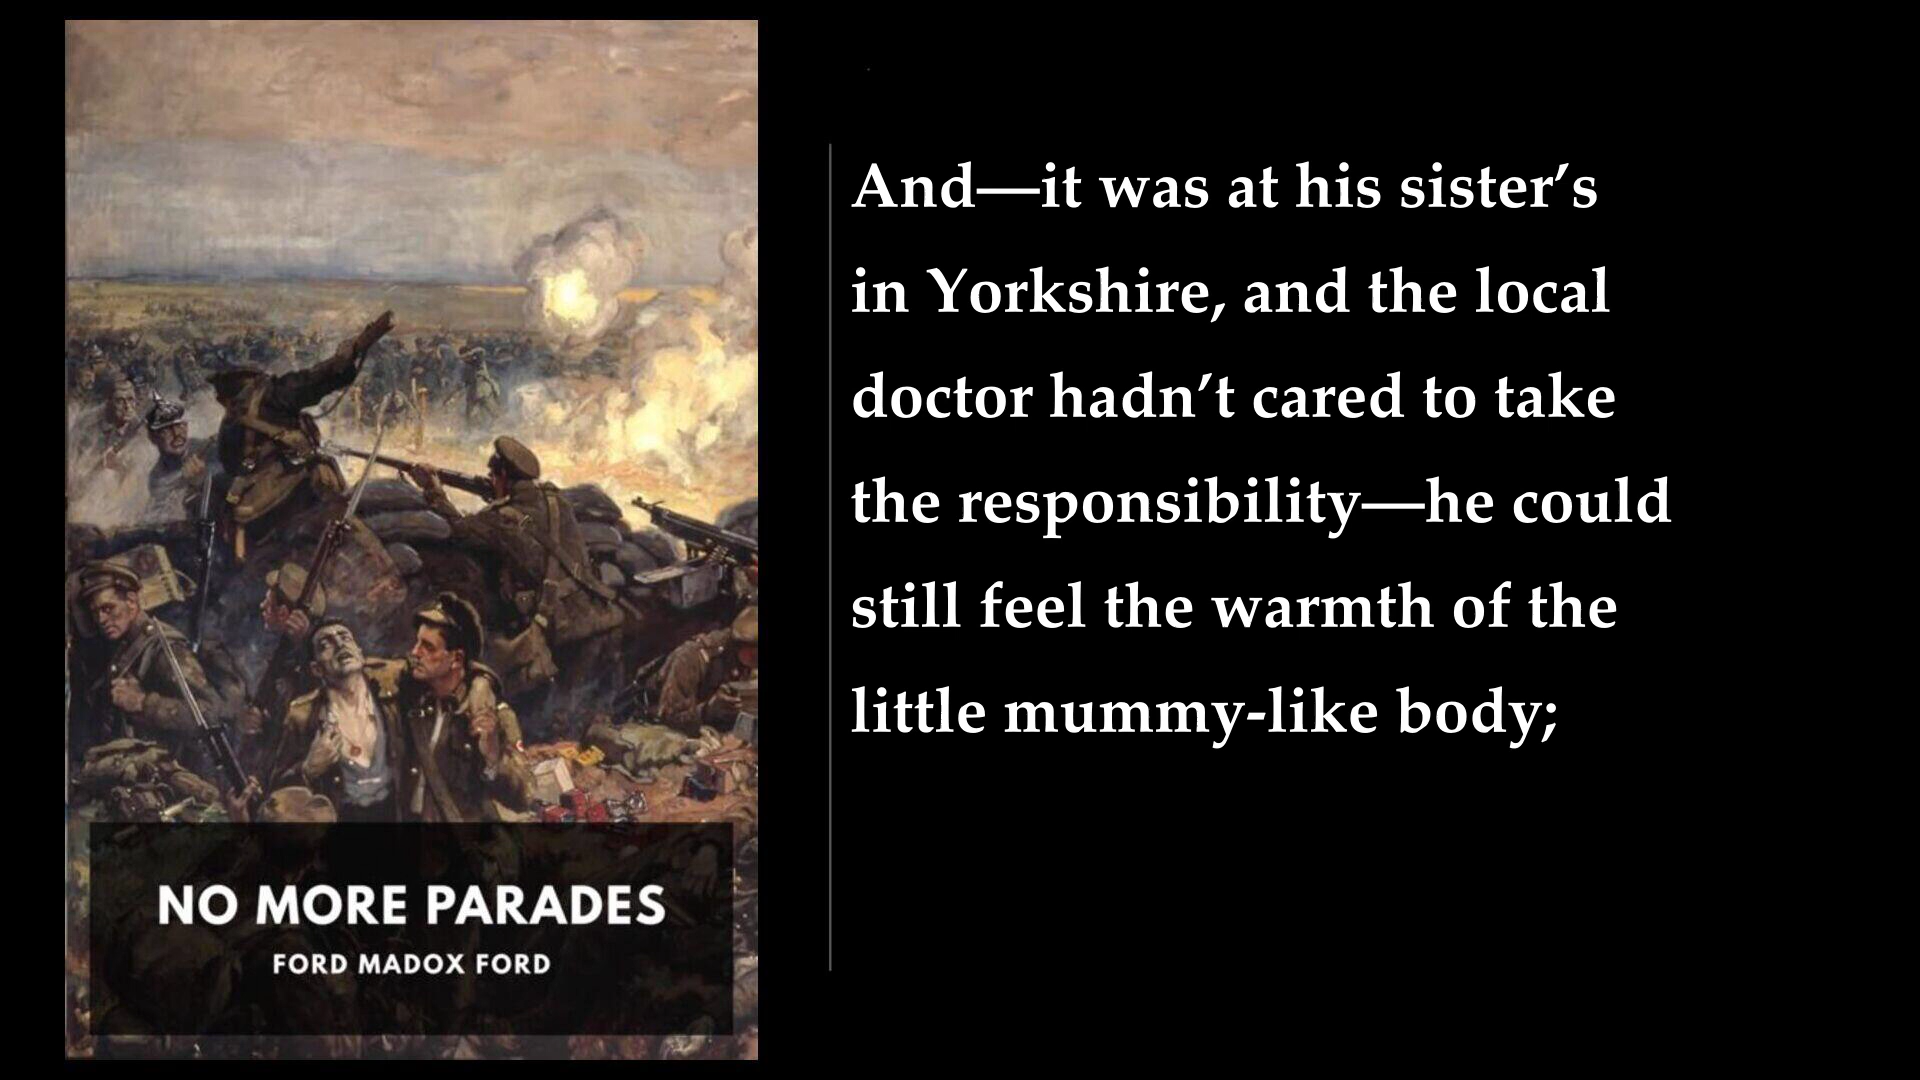 And—it was at his sister’s
in Yorkshire, and the local
doctor hadn’t cared to take
the responsibility—he could
still feel the warmth of the
little mummy-like body;
NO MORE PARADES
FORD MADOX FORD